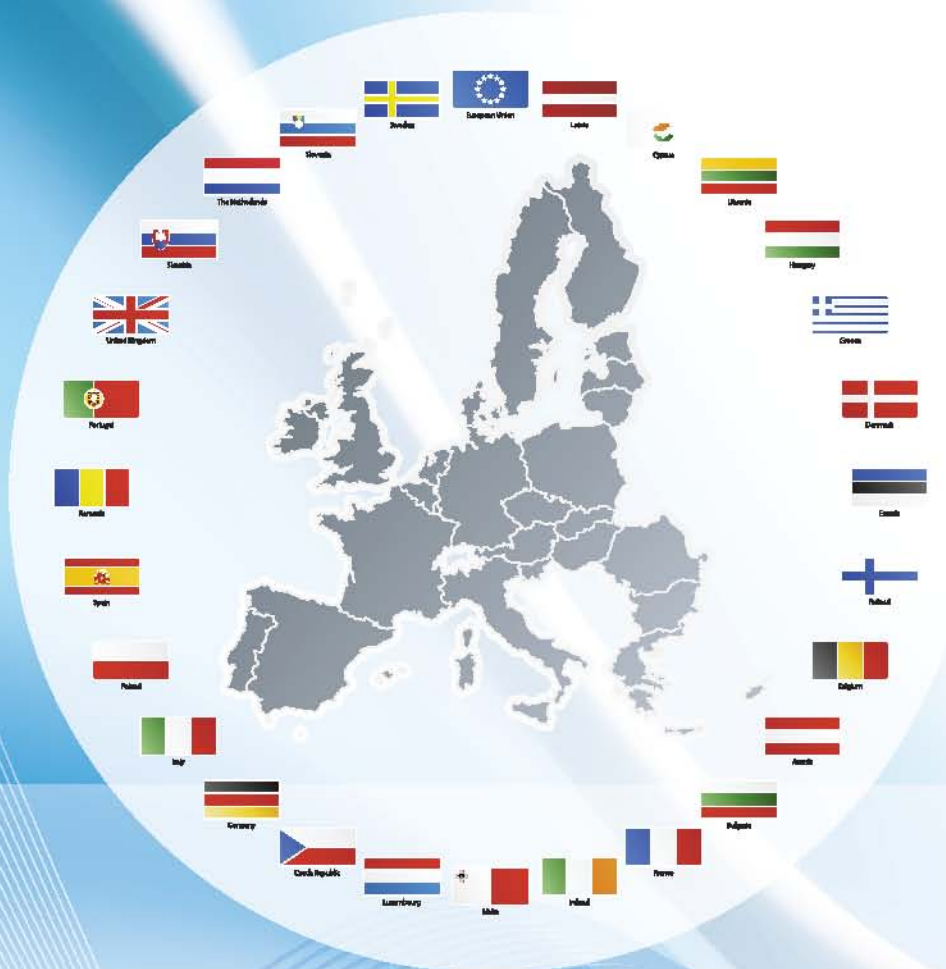 European Union
Latvia
Cyprus
Lithuania
Hungary
Greece
Denmark
Estonia
Finland
Belgium
Austria
Bulgaria
France
Ireland
Malta
Luxembourg
Czech Republic
Germany
Italy
Poland
Spain
Romania
Portugal
United Kingdom
Slovakia
The Netherlands
Slovenia
Sweden